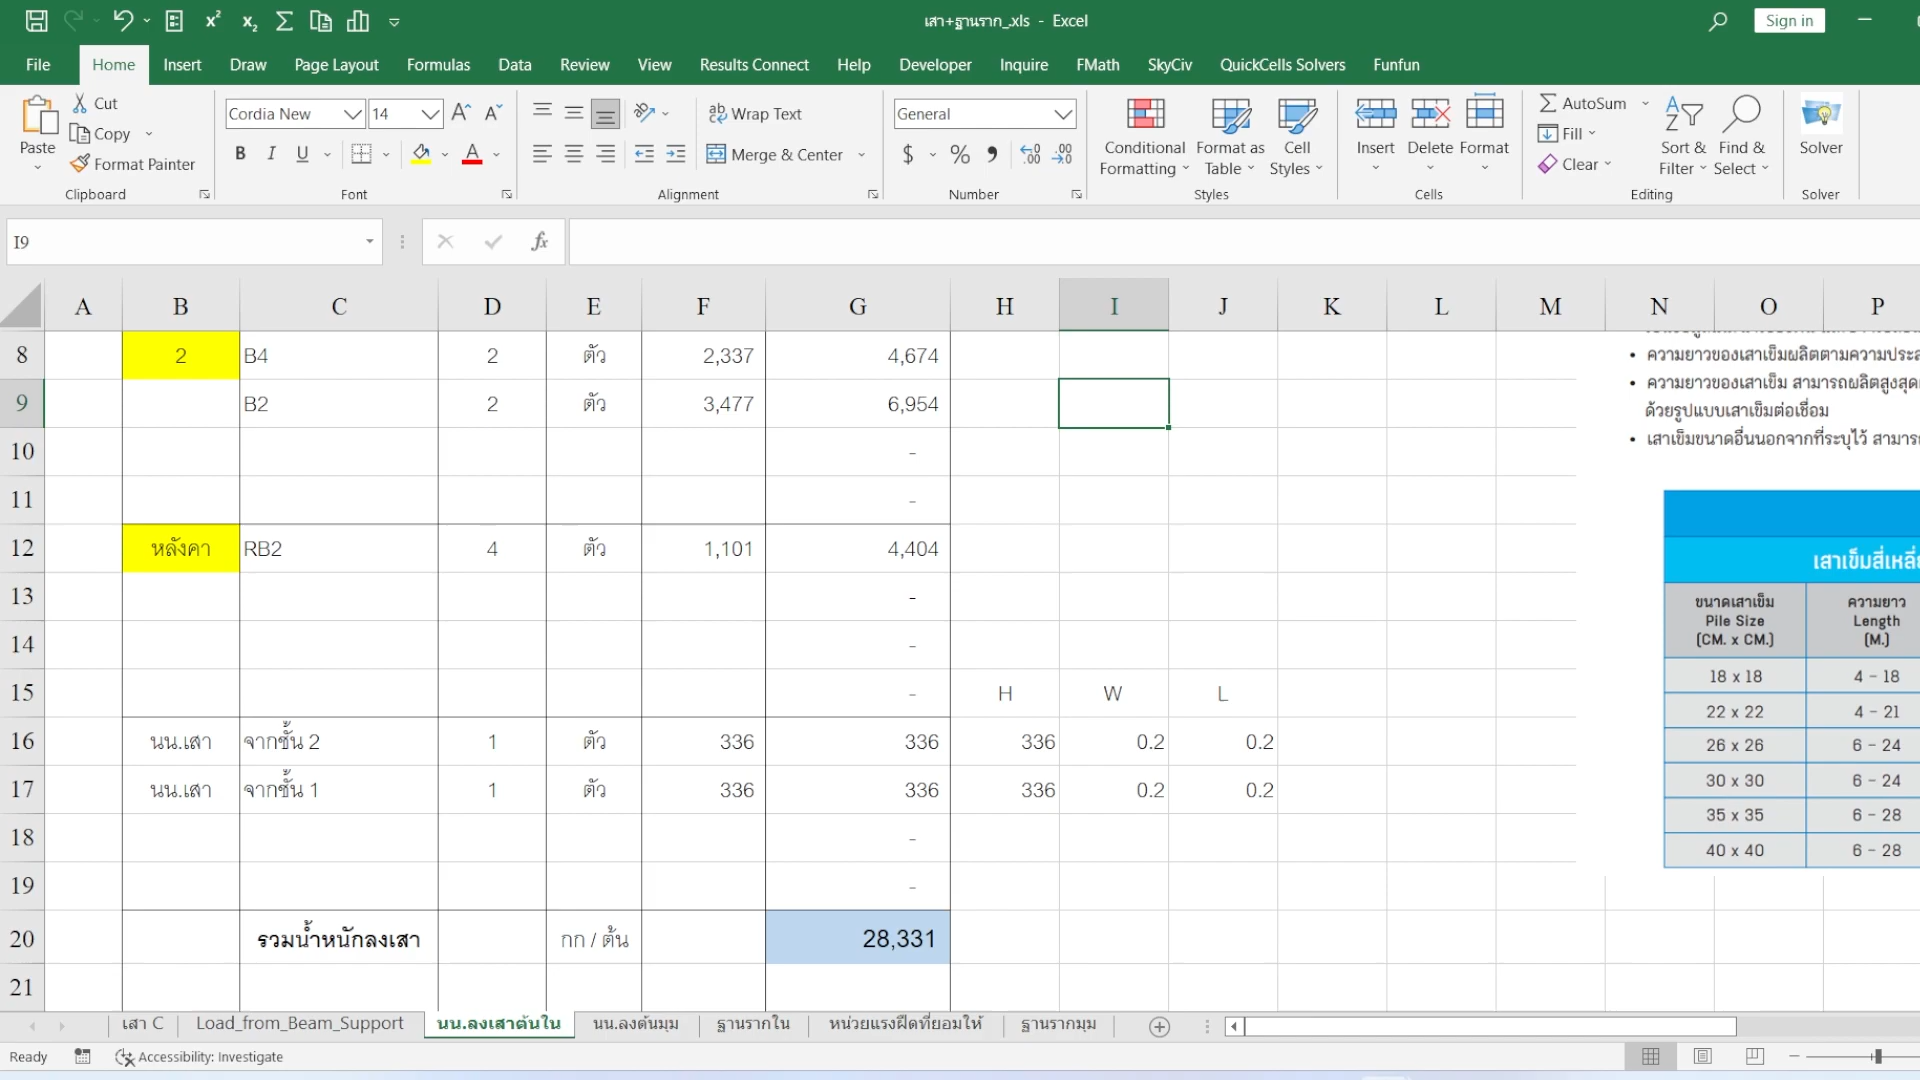 เสา+ฐานราก_.xls - Excel
Sign in
File Home Insert Draw Page Layout Formulas Data Review View Results Connect Help Developer Inquire FMath SkyCiv QuickCells Solvers Funfun
Paste Cut Copy Format Painter
Clipboard
Cordia New 14
B I U
Font
Wrap Text
Merge & Center
Alignment
General
Number
Conditional Formatting
Format as Table
Cell Styles
Styles
Insert Delete Format
Cells
AutoSum
Fill
Clear
Sort & Filter
Find & Select
Editing
Solver
Solver
I9
fx
A B C D E F G H I J K L M N O P
8 2 B4 2 ตัว 2,337 4,674
9 B2 2 ตัว 3,477 6,954
10 -
11 -
12 หลังคา RB2 4 ตัว 1,101 4,404
13 -
14 -
15 - H W L
16 นน.เสา จากชั้น 2 1 ตัว 336 336 336 0.2 0.2
17 นน.เสา จากชั้น 1 1 ตัว 336 336 336 0.2 0.2
18 -
19 -
20 รวมน้ำหนักลงเสา กก / ต้น 28,331
21
• ความยาวของเสาเข็มผลิตตามความประส
• ความยาวของเสาเข็ม สามารถผลิตสูงสุด
ด้วยรูปแบบเสาเข็มต่อเชื่อม
• เสาเข็มขนาดอื่นนอกจากที่ระบุไว้ สามาร
เสาเข็มสี่เหลี่
ขนาดเสาเข็ม ความยาว
Pile Size Length
(CM. x CM.) (M.)
18 x 18 4 - 18
22 x 22 4 - 21
26 x 26 6 - 24
30 x 30 6 - 24
35 x 35 6 - 28
40 x 40 6 - 28
เสา C Load_from_Beam_Support นน.ลงเสาต้นใน นน.ลงต้นมุม ฐานรากใน หน่วยแรงฝืดที่ยอมให้ ฐานรากมุม
Ready Accessibility: Investigate